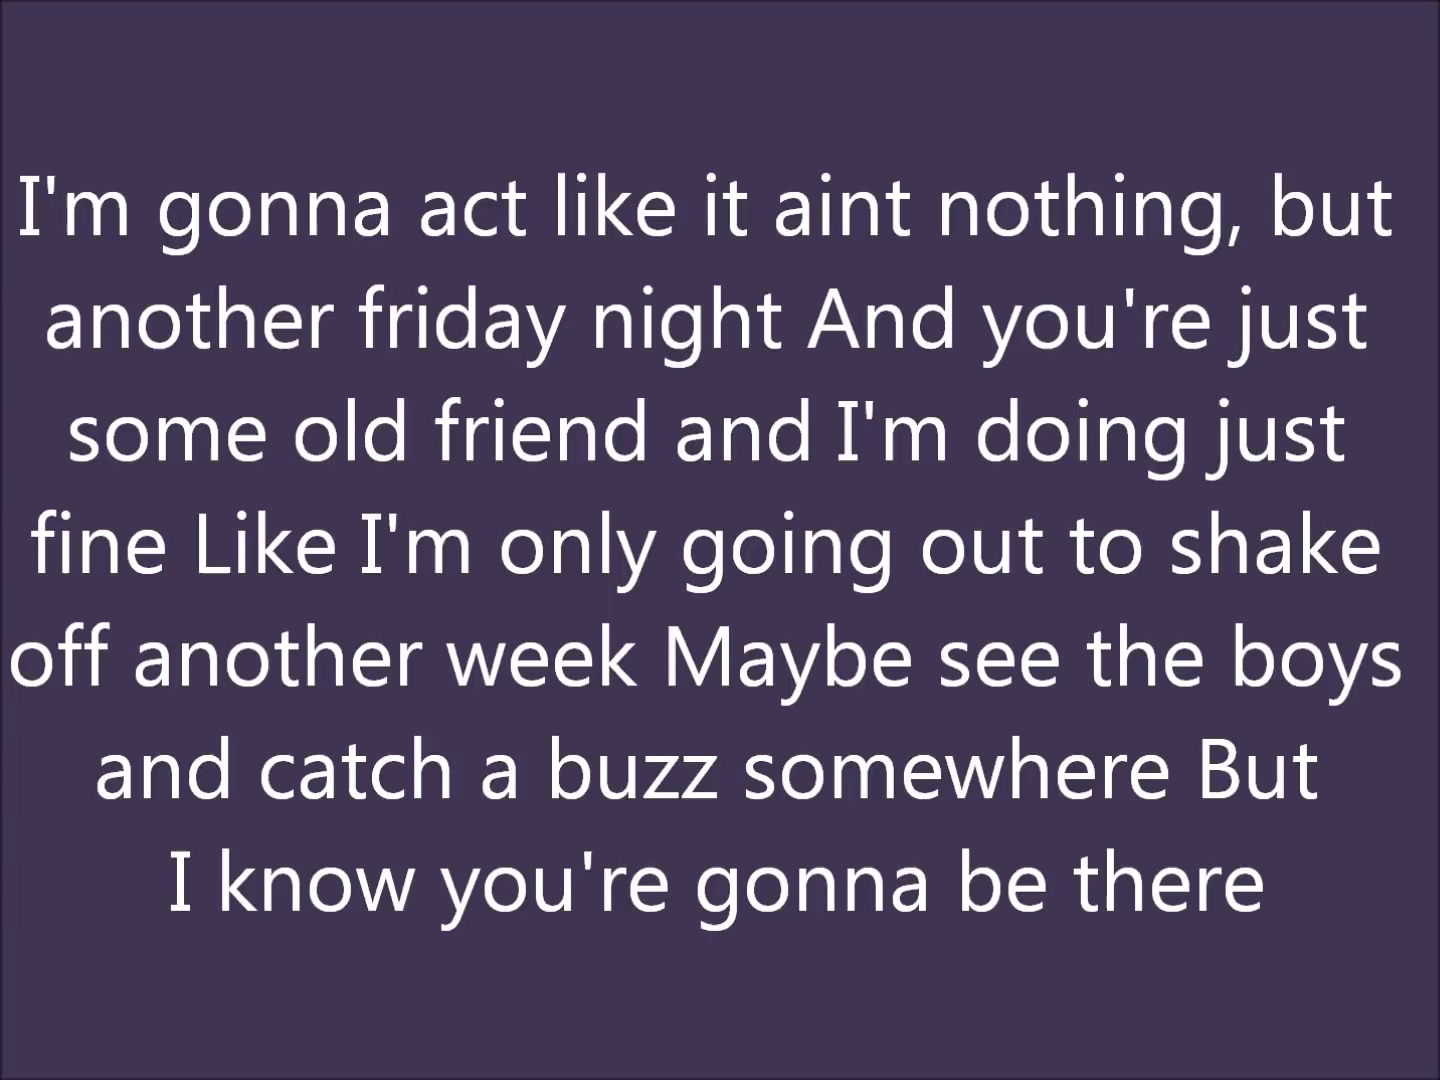 I'm gonna act like it aint nothing, but
another friday night And you're just
some old friend and I'm doing just
fine Like I'm only going out to shake
off another week Maybe see the boys
and catch a buzz somewhere But
I know you're gonna be there